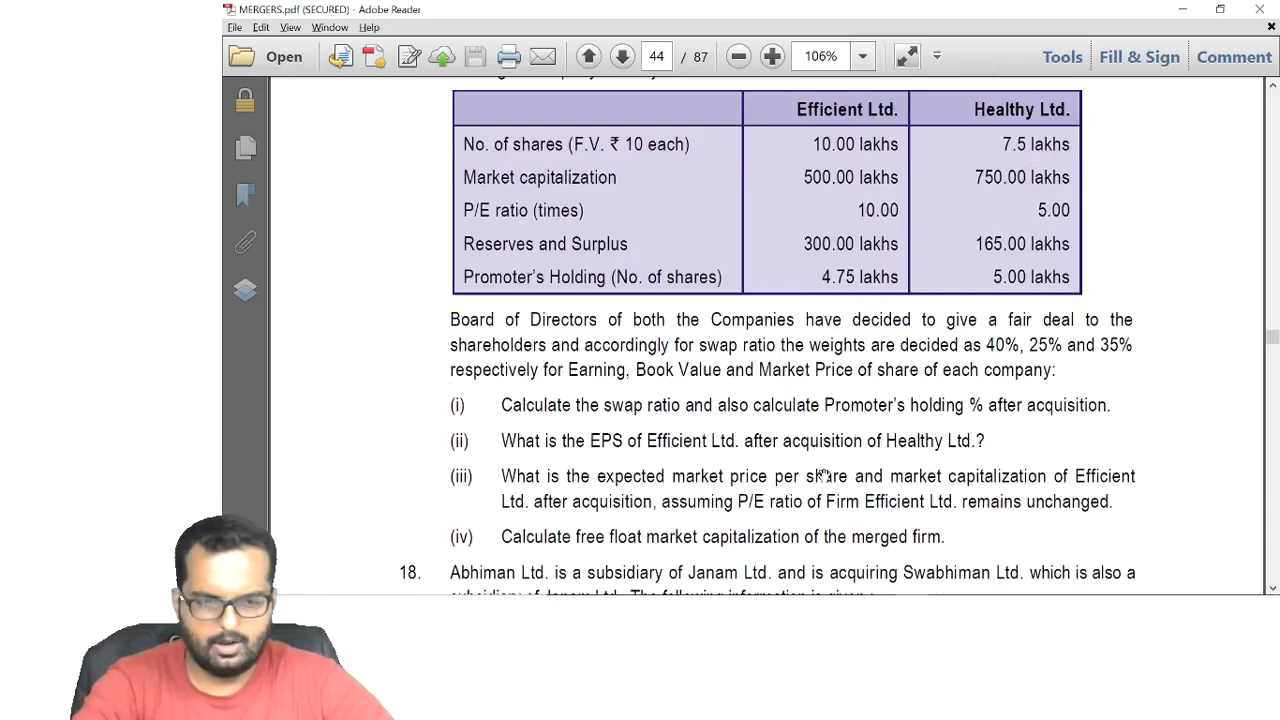 MERGERS.pdf (SECURED) - Adobe Reader
File Edit View Window Help
Open 44 / 87 106% Tools Fill & Sign Comment
Efficient Ltd. Healthy Ltd.
No. of shares (F.V. ₹ 10 each) 10.00 lakhs 7.5 lakhs
Market capitalization 500.00 lakhs 750.00 lakhs
P/E ratio (times) 10.00 5.00
Reserves and Surplus 300.00 lakhs 165.00 lakhs
Promoter's Holding (No. of shares) 4.75 lakhs 5.00 lakhs
Board of Directors of both the Companies have decided to give a fair deal to the
shareholders and accordingly for swap ratio the weights are decided as 40%, 25% and 35%
respectively for Earning, Book Value and Market Price of share of each company:
(i) Calculate the swap ratio and also calculate Promoter's holding % after acquisition.
(ii) What is the EPS of Efficient Ltd. after acquisition of Healthy Ltd.?
(iii) What is the expected market price per share and market capitalization of Efficient
Ltd. after acquisition, assuming P/E ratio of Firm Efficient Ltd. remains unchanged.
(iv) Calculate free float market capitalization of the merged firm.
18. Abhiman Ltd. is a subsidiary of Janam Ltd. and is acquiring Swabhiman Ltd. which is also a